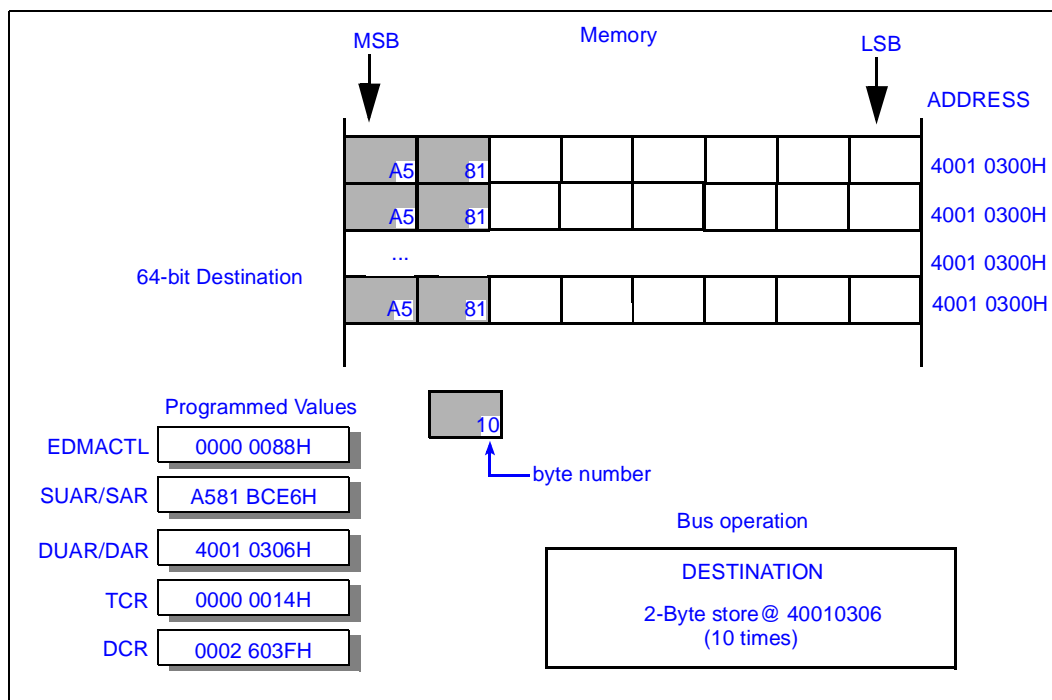 MSB Memory LSB
ADDRESS
A5 81 4001 0300H
A5 81 4001 0300H
... 4001 0300H
64-bit Destination
A5 81 4001 0300H
Programmed Values
10
byte number
EDMACTL 0000 0088H
SUAR/SAR A581 BCE6H
DUAR/DAR 4001 0306H
TCR 0000 0014H
DCR 0002 603FH
Bus operation
DESTINATION
2-Byte store@ 40010306
(10 times)